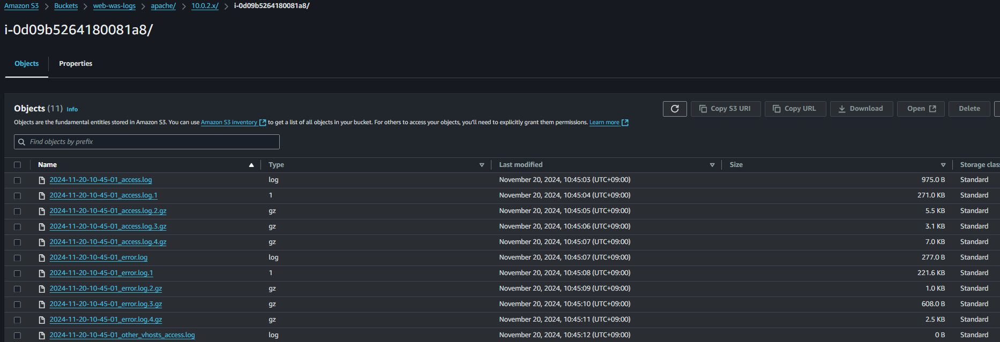 Amazon S3 > Buckets > web-was-logs > apache/ > 10.0.2.x/ > i-0d09b5264180081a8/
i-0d09b5264180081a8/
Objects Properties
Objects (11) Info
Copy S3 URI Copy URL Download Open Delete
Objects are the fundamental entities stored in Amazon S3. You can use Amazon S3 inventory to get a list of all objects in your bucket. For others to access your objects, you'll need to explicitly grant them permissions. Learn more
Find objects by prefix
Name Type Last modified Size Storage clas
2024-11-20-10-45-01_access.log log November 20, 2024, 10:45:03 (UTC+09:00) 975.0 B Standard
2024-11-20-10-45-01_access.log.1 1 November 20, 2024, 10:45:04 (UTC+09:00) 271.0 KB Standard
2024-11-20-10-45-01_access.log.2.gz gz November 20, 2024, 10:45:05 (UTC+09:00) 5.5 KB Standard
2024-11-20-10-45-01_access.log.3.gz gz November 20, 2024, 10:45:06 (UTC+09:00) 3.1 KB Standard
2024-11-20-10-45-01_access.log.4.gz gz November 20, 2024, 10:45:07 (UTC+09:00) 7.0 KB Standard
2024-11-20-10-45-01_error.log log November 20, 2024, 10:45:07 (UTC+09:00) 277.0 B Standard
2024-11-20-10-45-01_error.log.1 1 November 20, 2024, 10:45:08 (UTC+09:00) 221.6 KB Standard
2024-11-20-10-45-01_error.log.2.gz gz November 20, 2024, 10:45:09 (UTC+09:00) 1.0 KB Standard
2024-11-20-10-45-01_error.log.3.gz gz November 20, 2024, 10:45:10 (UTC+09:00) 608.0 B Standard
2024-11-20-10-45-01_error.log.4.gz gz November 20, 2024, 10:45:11 (UTC+09:00) 2.5 KB Standard
2024-11-20-10-45-01_other_vhosts_access.log log November 20, 2024, 10:45:12 (UTC+09:00) 0 B Standard